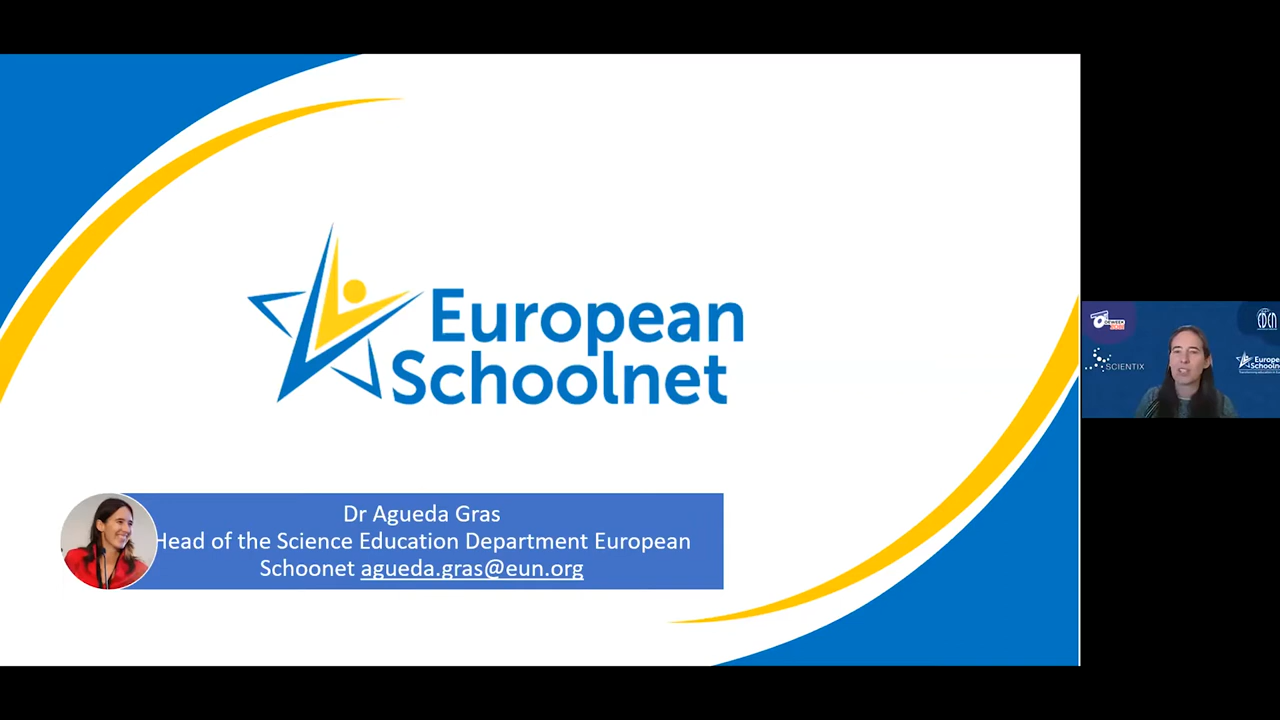 European
Schoolnet
Dr Agueda Gras
Head of the Science Education Department European
Schoonet agueda.gras@eun.org
SCIENTIX